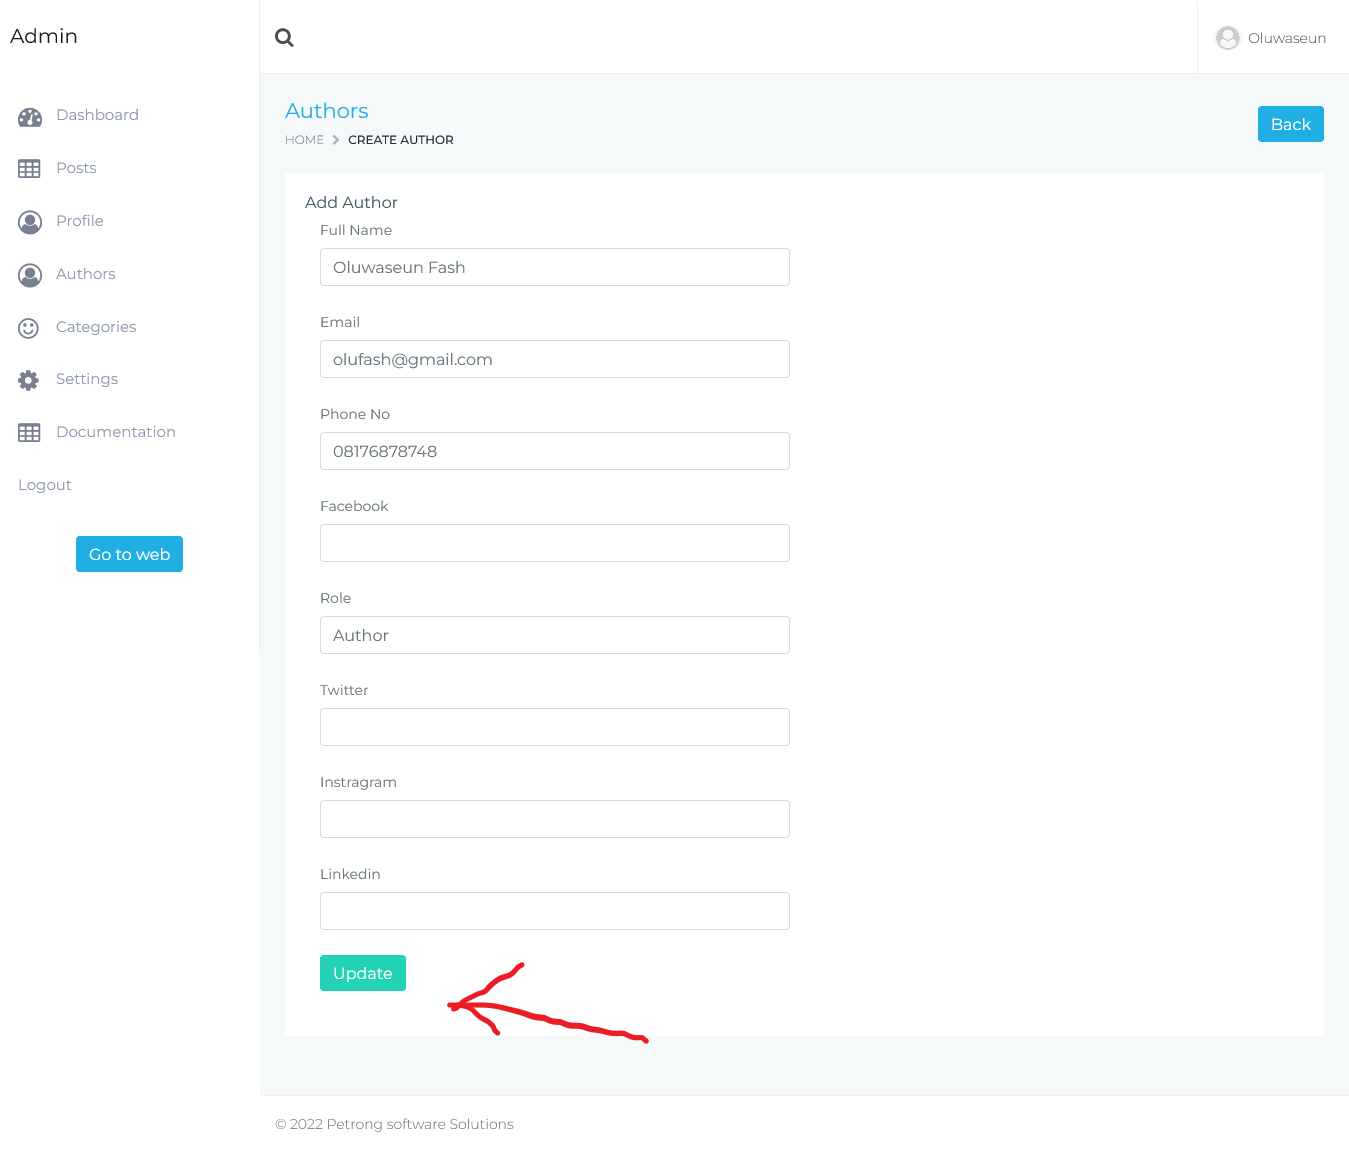 Admin
Oluwaseun
Dashboard
Posts
Profile
Authors
Categories
Settings
Documentation
Logout
Go to web
Authors
HOME CREATE AUTHOR
Back
Add Author
Full Name
Oluwaseun Fash
Email
olufash@gmail.com
Phone No
08176878748
Facebook
Role
Author
Twitter
Instragram
Linkedin
Update
© 2022 Petrong software Solutions